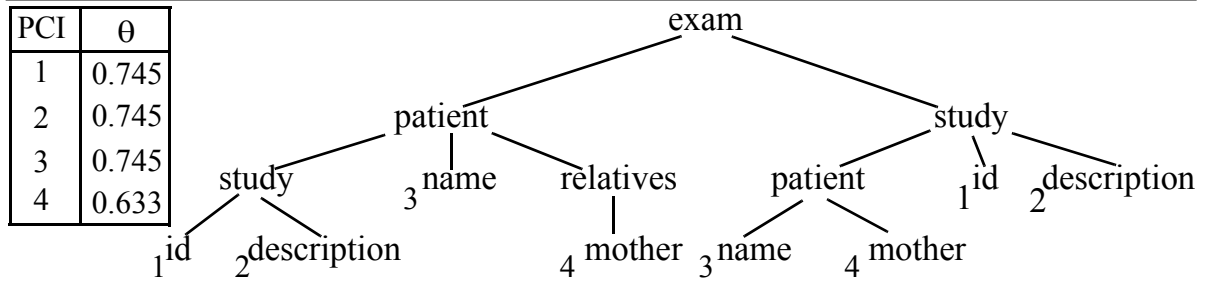 PCI θ
1 0.745
2 0.745
3 0.745
4 0.633
exam
patient study
study 3 name relatives patient 1 id 2 description
1 id 2 description 4 mother 3 name 4 mother